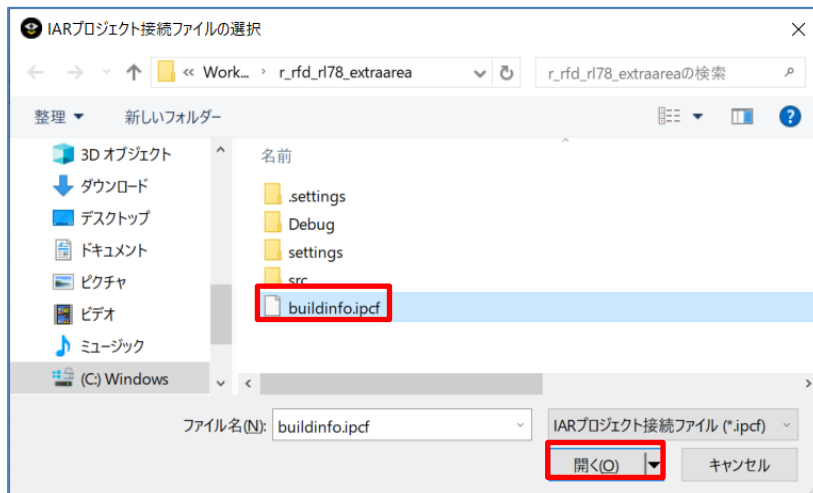 IARプロジェクト接続ファイルの選択
« Work... › r_rfd_rl78_extraarea
r_rfd_rl78_extraareaの検索
整理 新しいフォルダー
名前
3D オブジェクト
ダウンロード
デスクトップ
ドキュメント
ピクチャ
ビデオ
ミュージック
(C:) Windows
.settings
Debug
settings
src
buildinfo.ipcf
ファイル名(N): buildinfo.ipcf
IARプロジェクト接続ファイル (*.ipcf)
開く(O) キャンセル